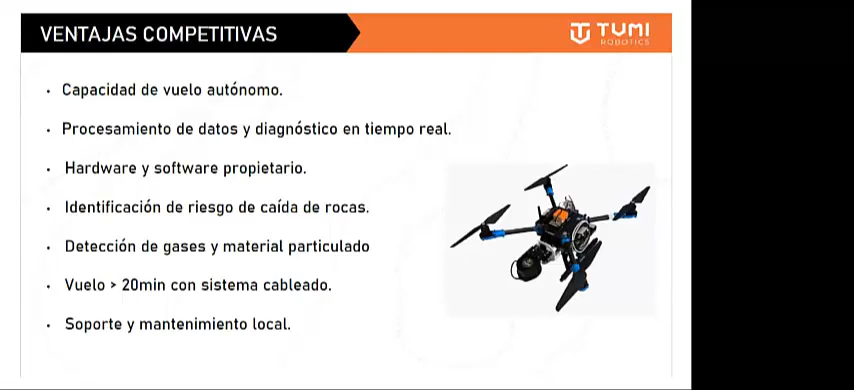 VENTAJAS COMPETITIVAS
TUMI
ROBOTICS
• Capacidad de vuelo autónomo.
• Procesamiento de datos y diagnóstico en tiempo real.
• Hardware y software propietario.
• Identificación de riesgo de caída de rocas.
• Detección de gases y material particulado
• Vuelo > 20min con sistema cableado.
• Soporte y mantenimiento local.